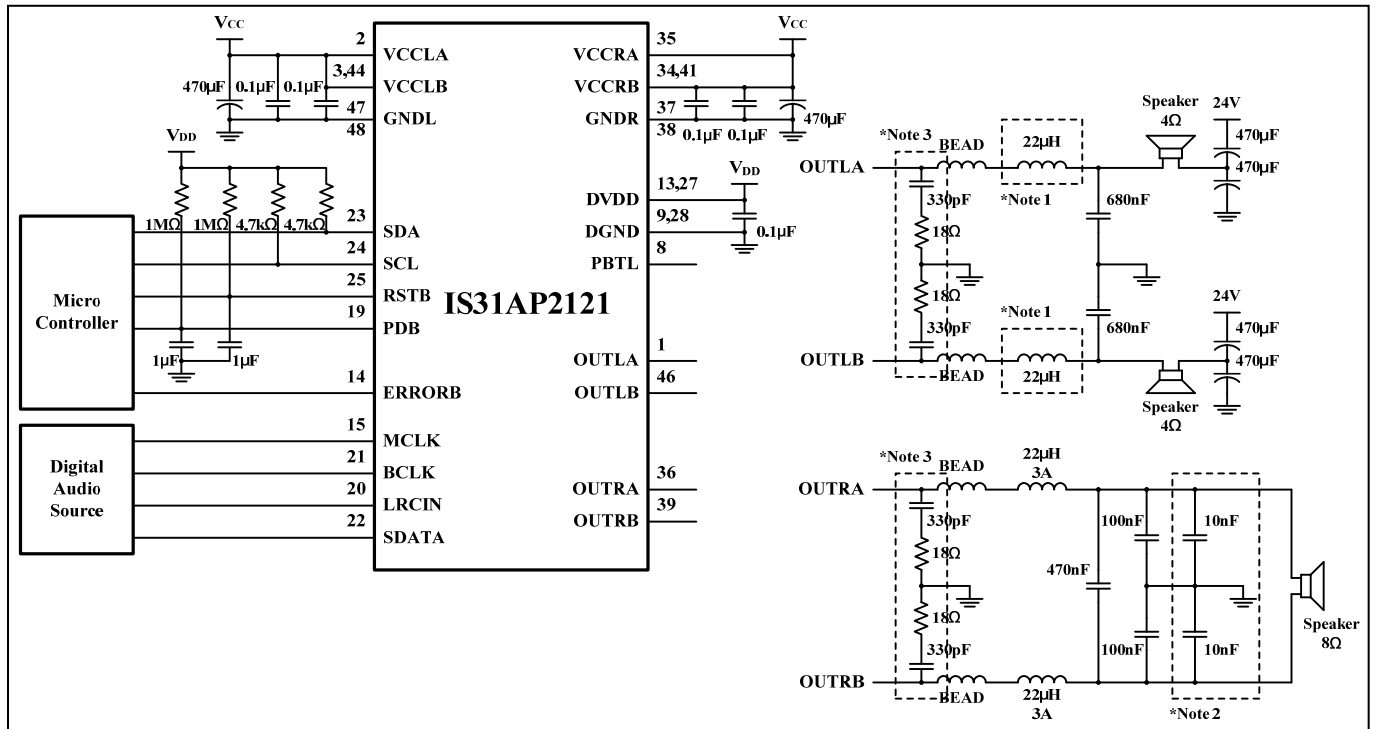 VCC
2
VCCLA
3,44
VCCLB
470µF
0.1µF
0.1µF
47
GNDL
48
VDD
1MΩ
1MΩ
4.7kΩ
4.7kΩ
23
SDA
24
SCL
25
RSTB
19
PDB
1µF
1µF
14
ERRORB
15
MCLK
21
BCLK
20
LRCIN
22
SDATA
Micro
Controller
Digital
Audio
Source
IS31AP2121
VCC
35
VCCRA
34,41
VCCRB
37
GNDR
38
0.1µF
0.1µF
470µF
VDD
13,27
DVDD
9,28
DGND
0.1µF
8
PBTL
1
OUTLA
46
OUTLB
36
OUTRA
39
OUTRB
*Note 3
BEAD
22µH
*Note 1
OUTLA
330pF
18Ω
18Ω
330pF
680nF
680nF
Speaker
4Ω
24V
470µF
470µF
*Note 1
22µH
OUTLB
BEAD
24V
470µF
470µF
Speaker
4Ω
*Note 3
BEAD
22µH
3A
OUTRA
330pF
18Ω
18Ω
330pF
470nF
100nF
100nF
10nF
10nF
Speaker
8Ω
OUTRB
BEAD
22µH
3A
*Note 2